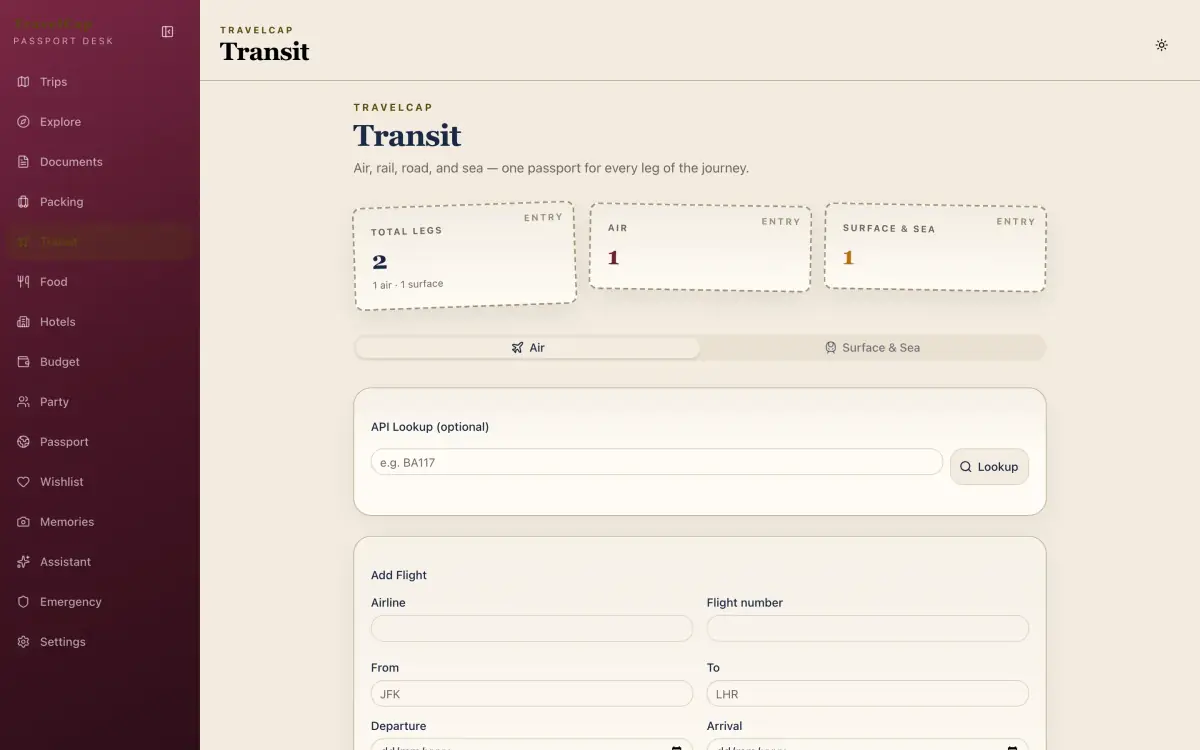 TravelCap
PASSPORT DESK
Trips
Explore
Documents
Packing
Transit
Food
Hotels
Budget
Party
Passport
Wishlist
Memories
Assistant
Emergency
Settings
TRAVELCAP
Transit
TRAVELCAP
Transit
Air, rail, road, and sea — one passport for every leg of the journey.
ENTRY
TOTAL LEGS
2
1 air · 1 surface
ENTRY
AIR
1
ENTRY
SURFACE & SEA
1
Air
Surface & Sea
API Lookup (optional)
e.g. BA117
Lookup
Add Flight
Airline
Flight number
From
To
JFK
LHR
Departure
Arrival